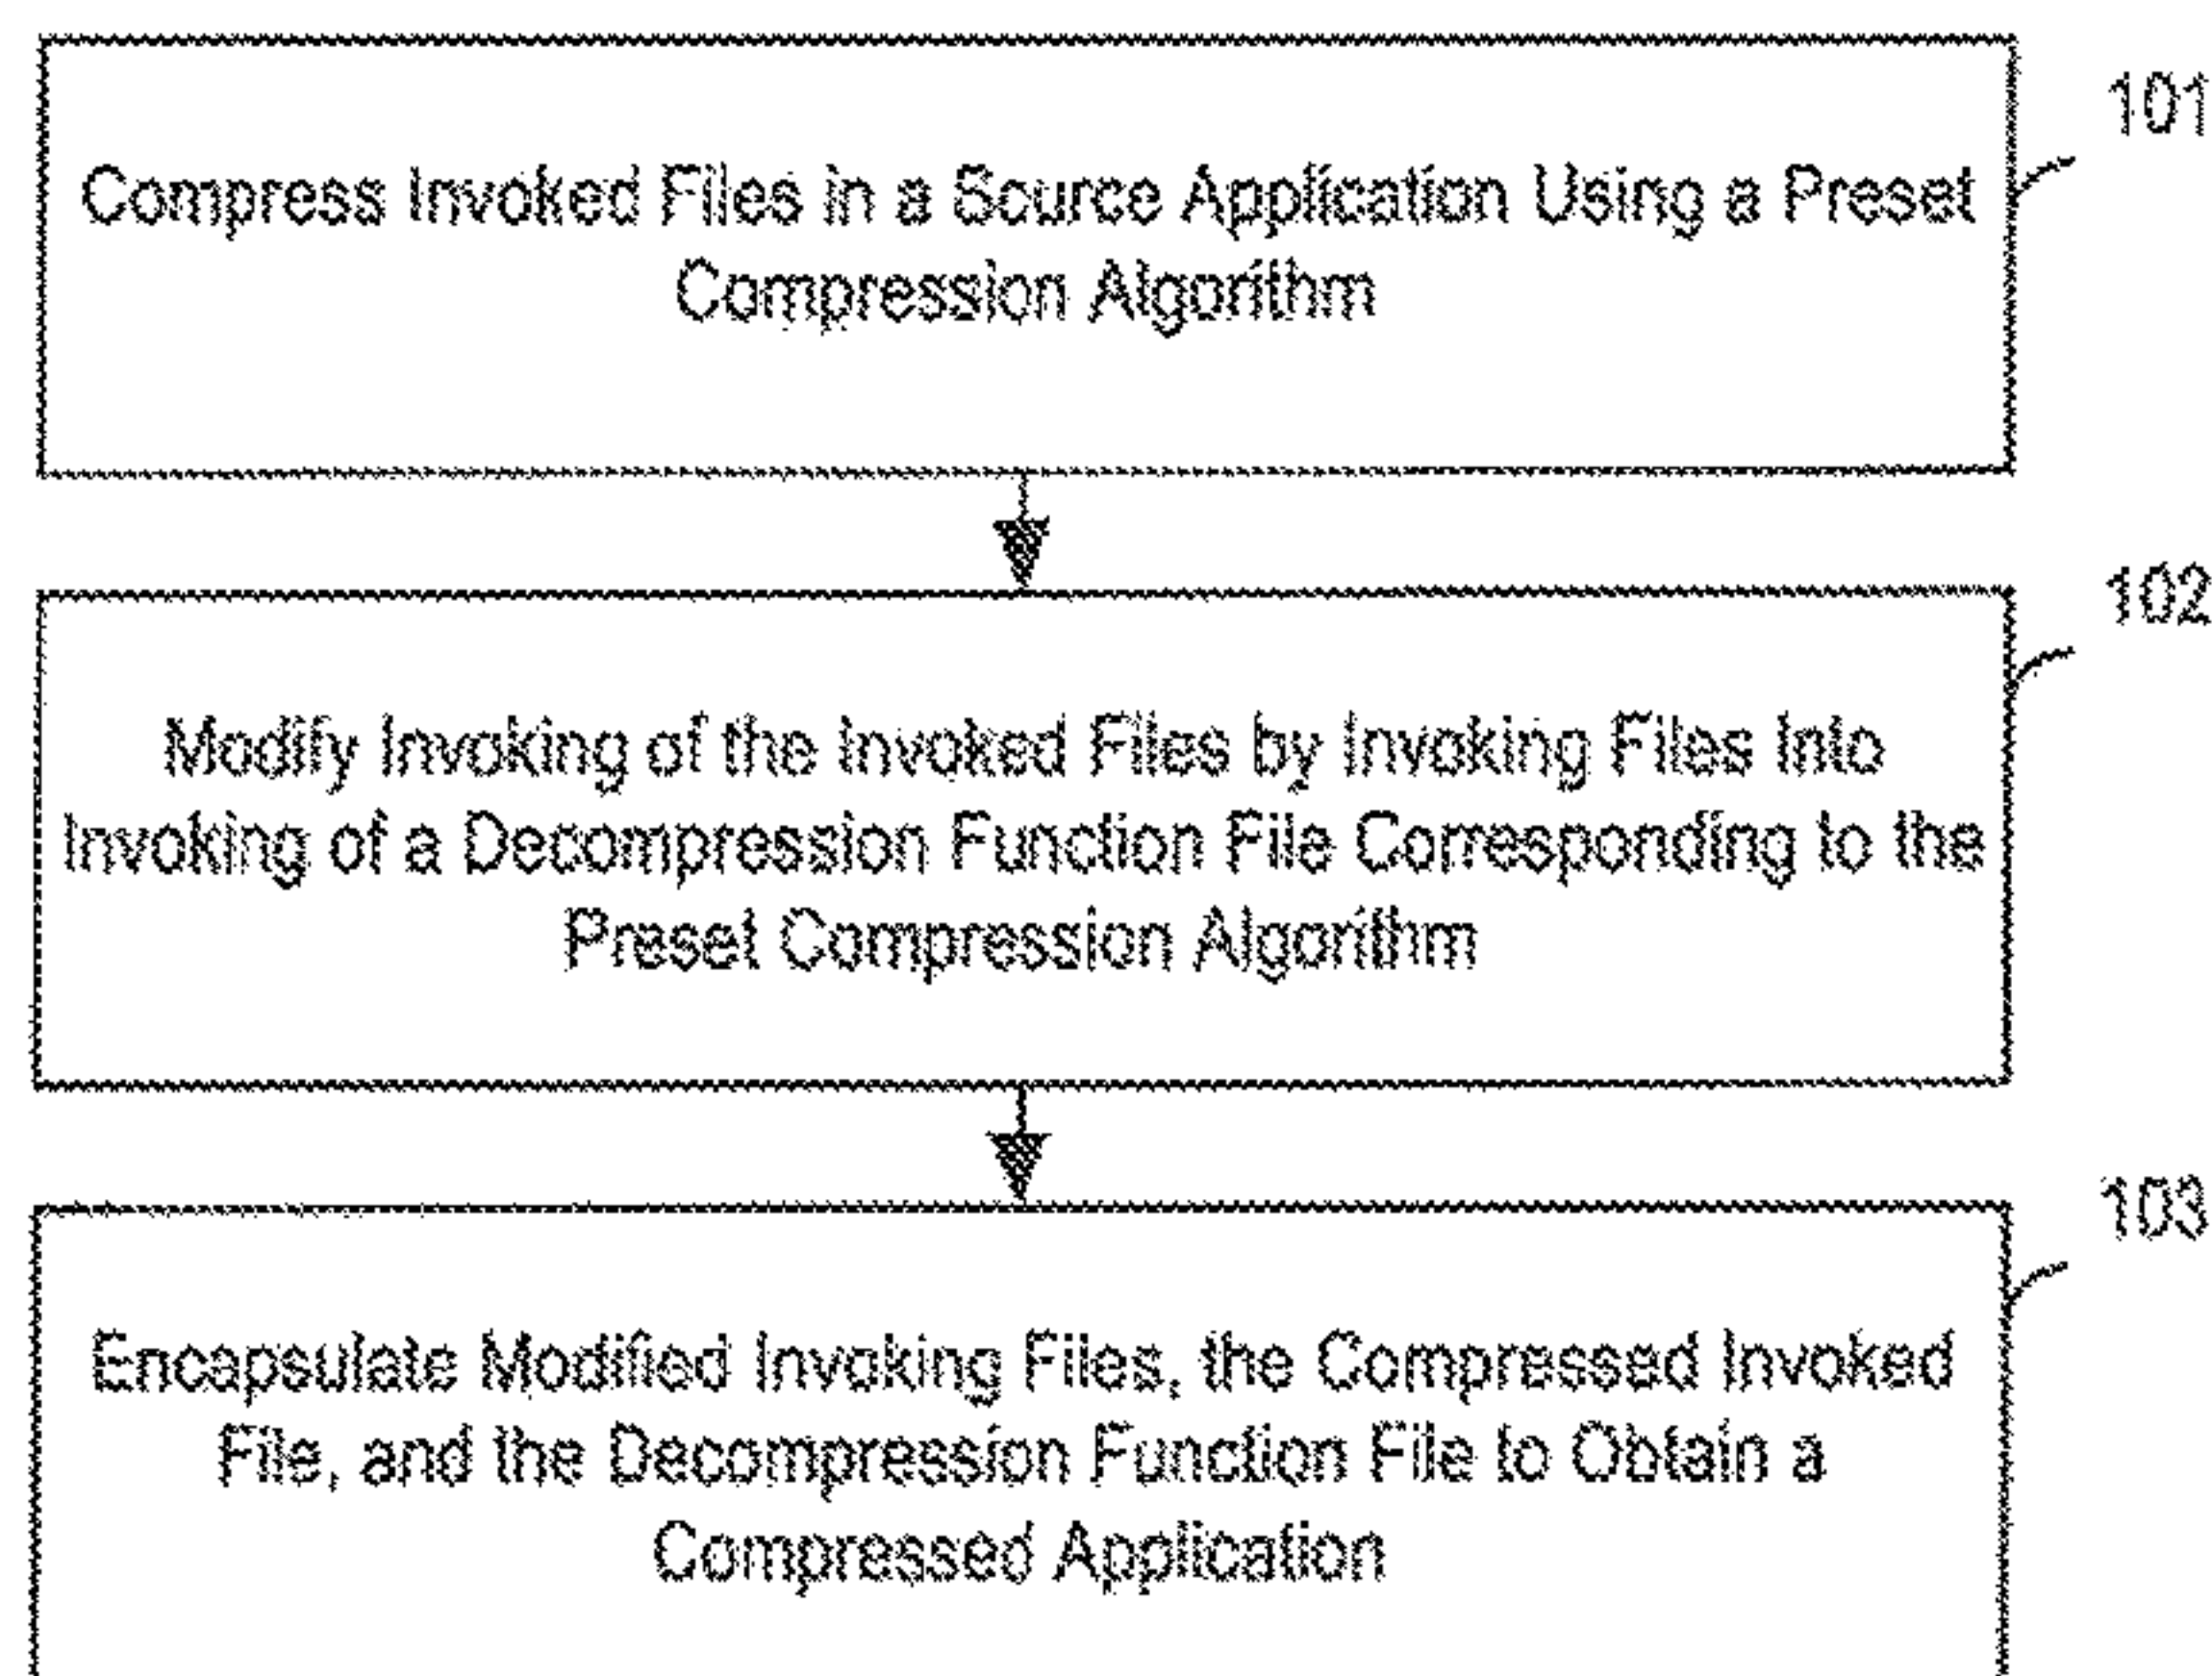 101
Compress Invoked Files in a Source Application Using a Preset
Compression Algorithm
102
Modify Invoking of the Invoked Files by Invoking Files Into
Invoking of a Decompression Function File Corresponding to the
Preset Compression Algorithm
103
Encapsulate Modified Invoking Files, the Compressed Invoked
File, and the Decompression Function File to Obtain a
Compressed Application